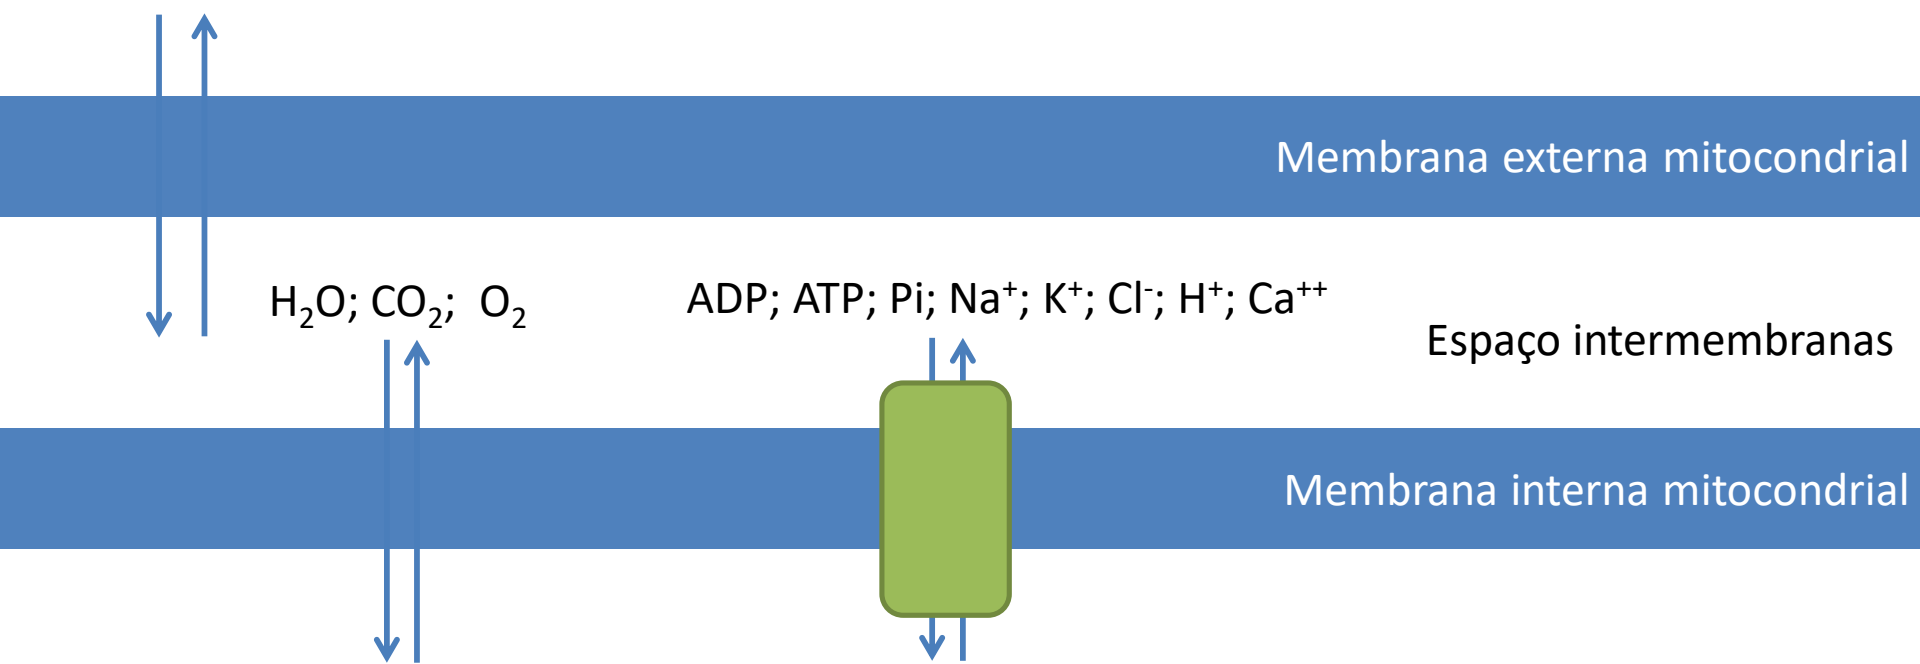 Membrana externa mitocondrial
H₂O; CO₂; O₂
ADP; ATP; Pi; Na⁺; K⁺; Cl⁻; H⁺; Ca⁺⁺
Espaço intermembranas
Membrana interna mitocondrial